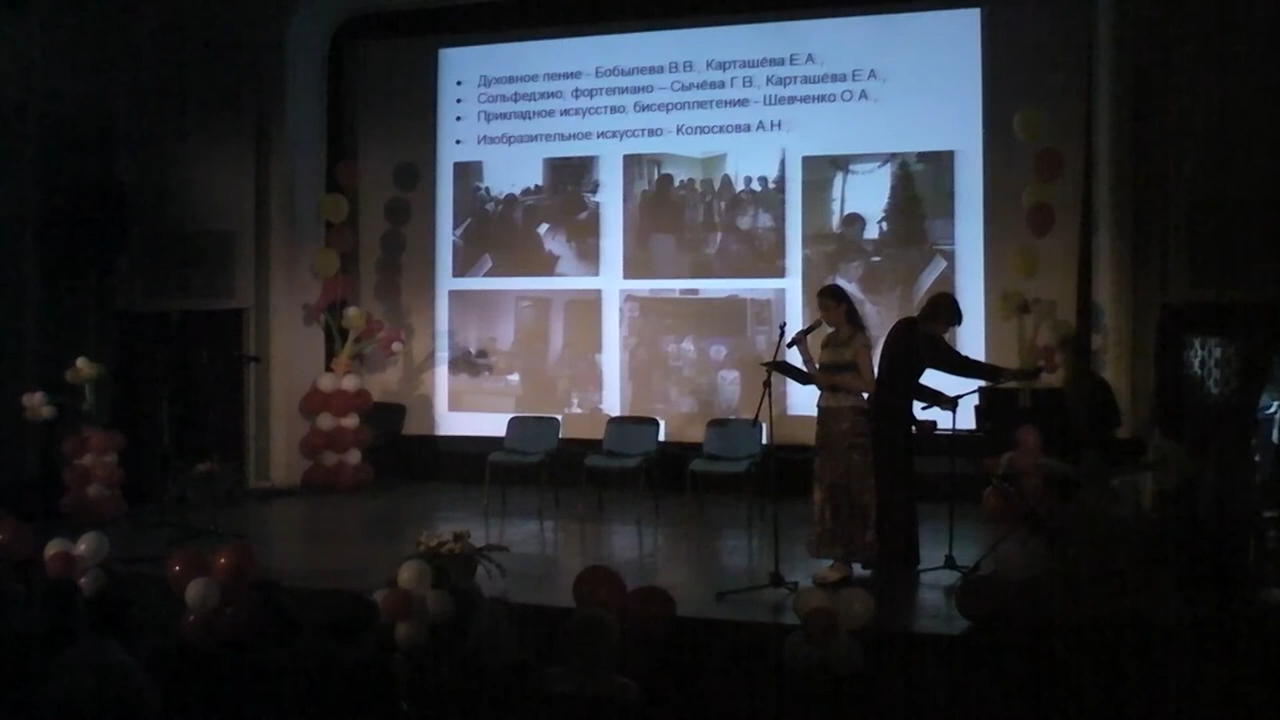 • Духовное пение - Бобылева В.В., Карташёва Е.А.,
• Сольфеджио, фортепиано – Сычёва Г.В., Карташёва Е.А.,
• Прикладное искусство, бисероплетение - Шевченко О.А.,
• Изобразительное искусство - Колоскова А.Н.,